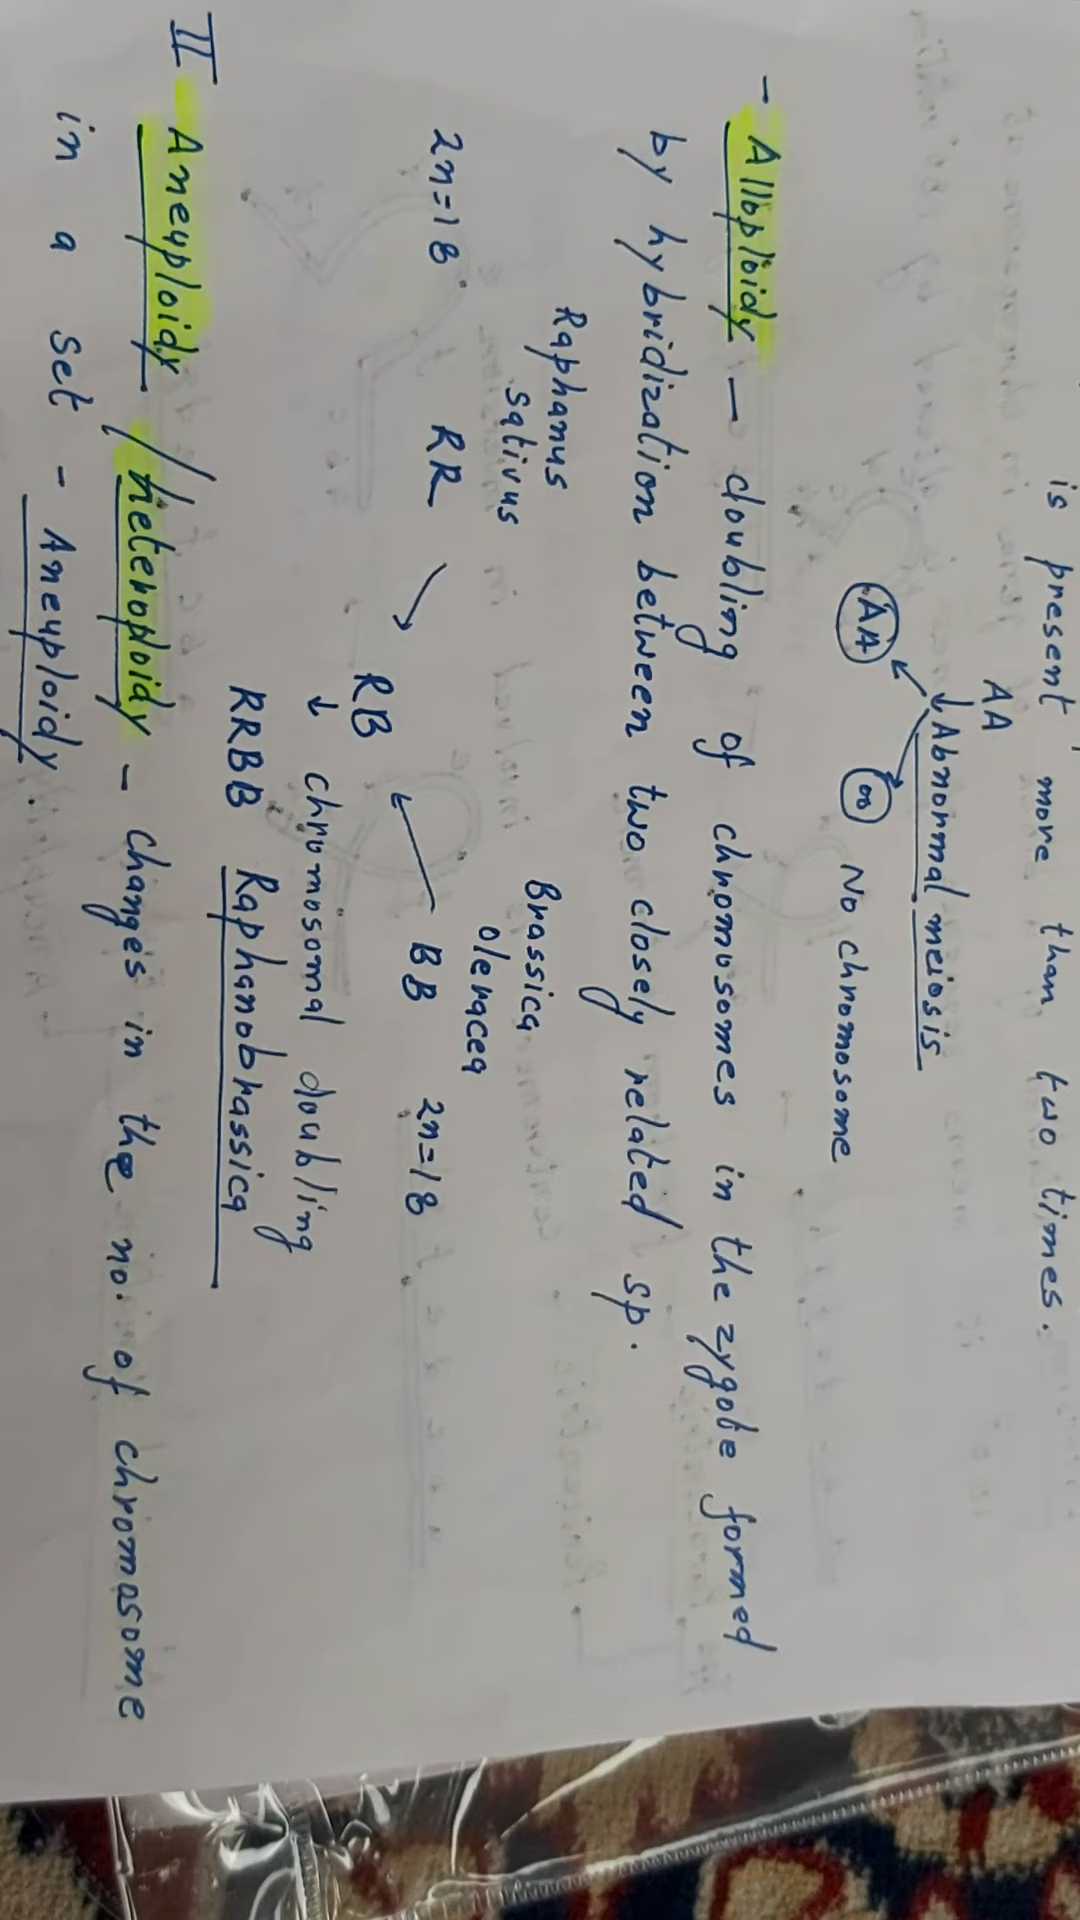 is present more than two times.
AA
Abnormal meiosis
AA oo No chromosome
- Alloploidy - doubling of chromosomes in the zygote formed
by hybridization between two closely related sp.
Raphanus sativus
Brassica oleracea
2n=18 RR BB 2n=18
RB
↓ chromosomal doubling
RRBB Raphanobrassica
II Aneuploidy / heteroploidy - changes in the no. of chromosome
in a set - Aneuploidy.